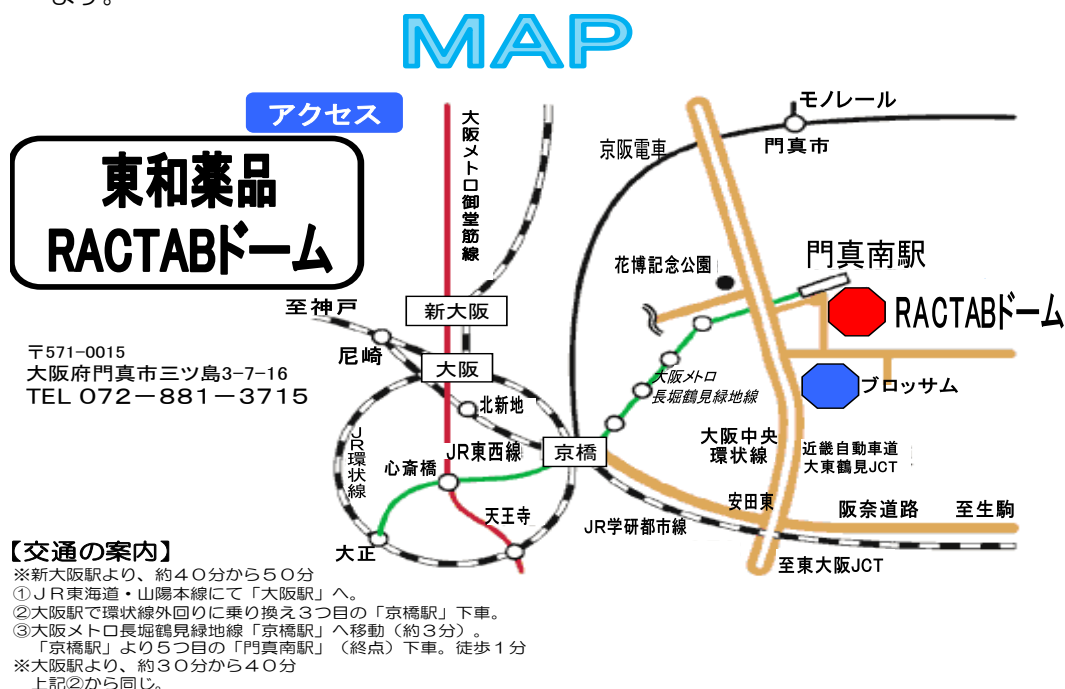 ます。
MAP
アクセス
東和薬品
RACTABドーム
〒571-0015
大阪府門真市三ツ島3-7-16
TEL 072−881−3715
大阪メトロ御堂筋線
モノレール
京阪電車
門真市
花博記念公園
門真南駅
RACTABドーム
至神戸
新大阪
尼崎
大阪
大阪メトロ
長堀鶴見緑地線
ブロッサム
北新地
JR環状線
JR東西線
京橋
大阪中央
環状線
近畿自動車道
大東鶴見JCT
心斎橋
安田東
阪奈道路
至生駒
天王寺
JR学研都市線
大正
至東大阪JCT
【交通の案内】
※新大阪駅より、約４０分から５０分
①ＪＲ東海道・山陽本線にて「大阪駅」へ。
②大阪駅で環状線外回りに乗り換え３つ目の「京橋駅」下車。
③大阪メトロ長堀鶴見緑地線「京橋駅」へ移動（約３分）。
「京橋駅」より５つ目の「門真南駅」（終点）下車。徒歩１分
※大阪駅より、約３０分から４０分
上記②から同じ。